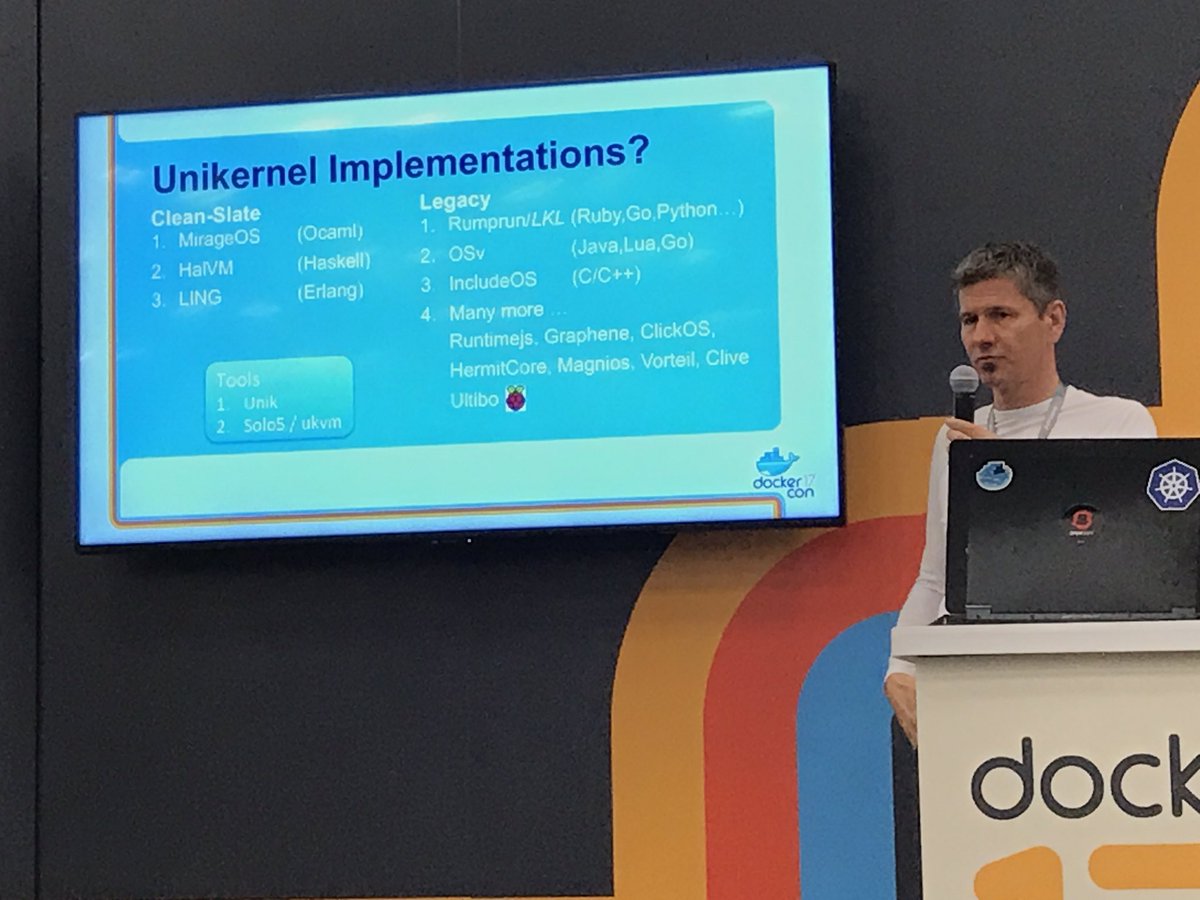 Unikernel Implementations?
Clean-Slate
1. MirageOS (Ocaml)
2. HalVM (Haskell)
3. LING (Erlang)
Legacy
1. Rumprun/LKL (Ruby,Go,Python…)
2. OSv (Java,Lua,Go)
3. IncludeOS (C/C++)
4. Many more …
Runtimejs. Graphene, ClickOS,
HermitCore, Magnios, Vorteil, Clive
Ultibo
Tools
1. Unik
2. Solo5 / ukvm
docker 17
con
dock